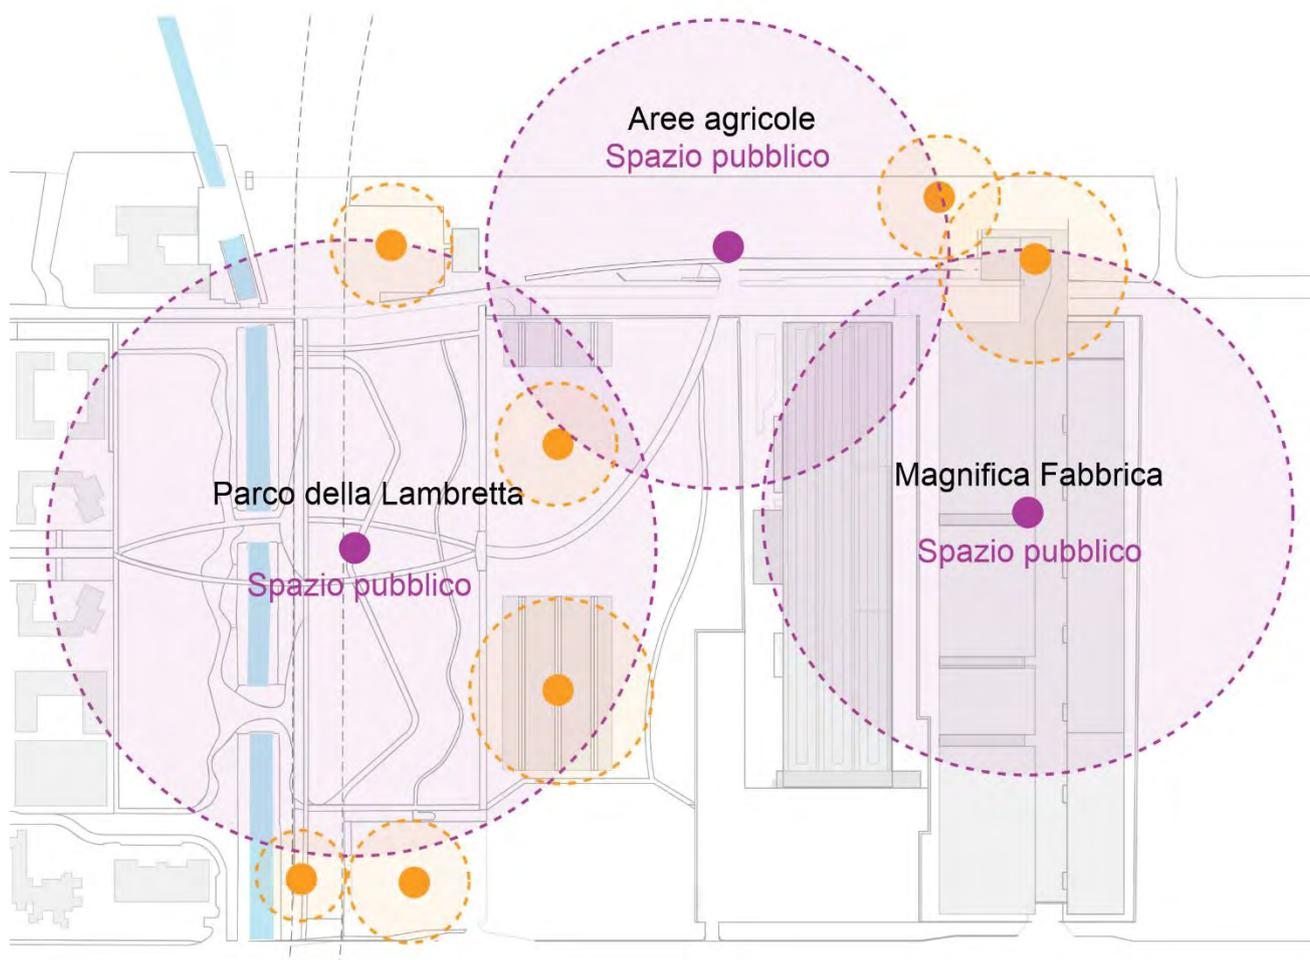 Aree agricole
Spazio pubblico
Parco della Lambretta
Spazio pubblico
Magnifica Fabbrica
Spazio pubblico